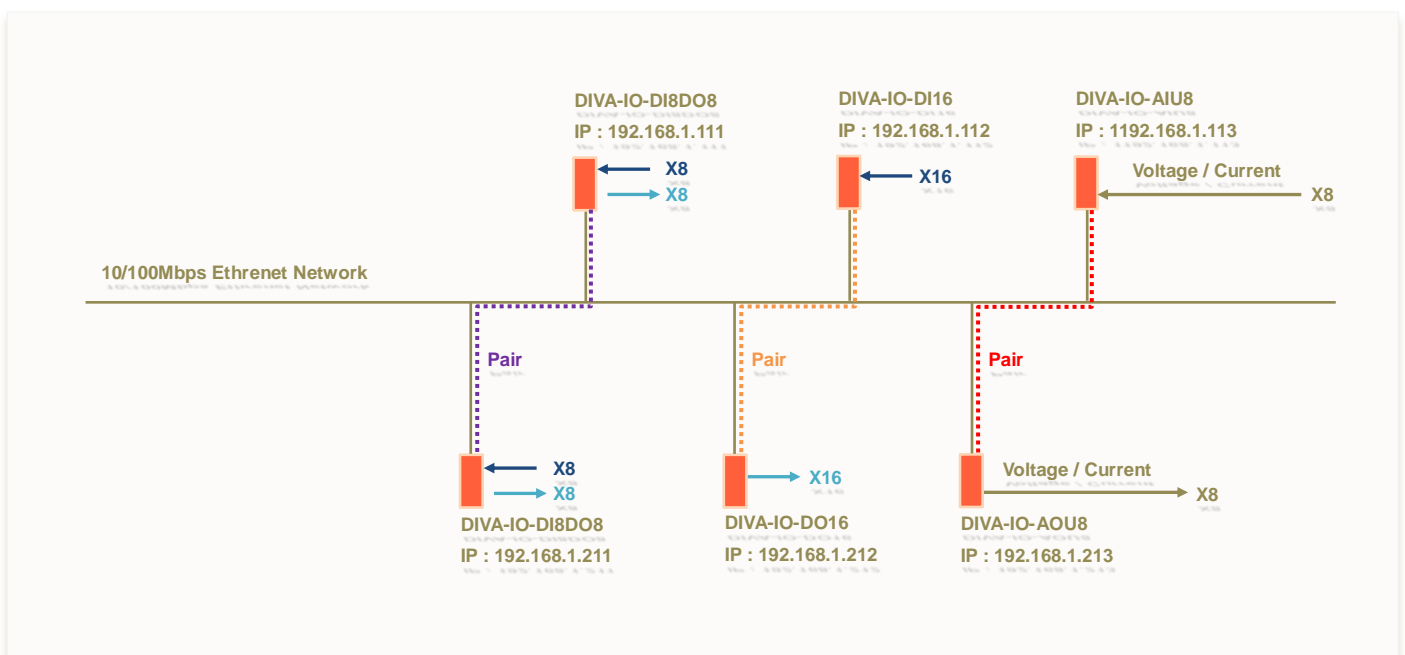 DIVA-IO-DI8DO8
IP : 192.168.1.111
X8
X8
DIVA-IO-DI16
IP : 192.168.1.112
X16
DIVA-IO-AIU8
IP : 1192.168.1.113
Voltage / Current
X8
10/100Mbps Ethrenet Network
Pair
Pair
Pair
X8
X8
DIVA-IO-DI8DO8
IP : 192.168.1.211
X16
DIVA-IO-DO16
IP : 192.168.1.212
Voltage / Current
X8
DIVA-IO-AOU8
IP : 192.168.1.213